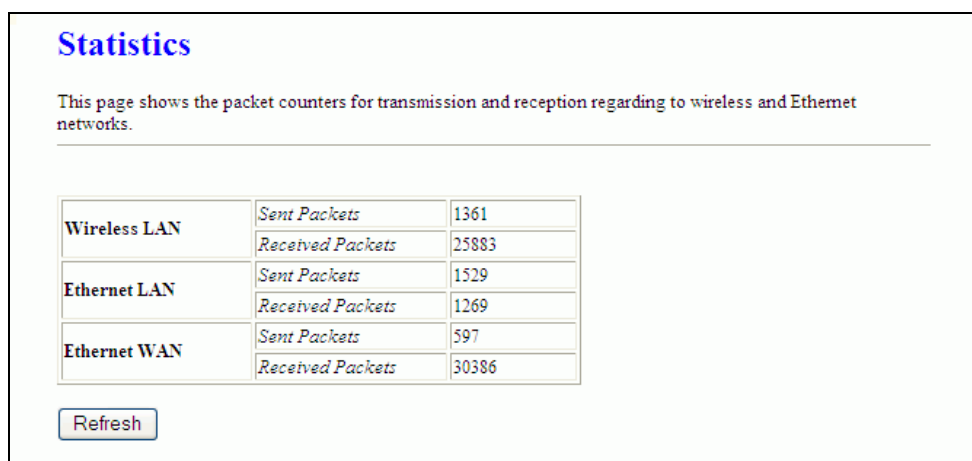 Statistics
This page shows the packet counters for transmission and reception regarding to wireless and Ethernet
networks.
Wireless LAN
Sent Packets 1361
Received Packets 25883
Ethernet LAN
Sent Packets 1529
Received Packets 1269
Ethernet WAN
Sent Packets 597
Received Packets 30386
Refresh